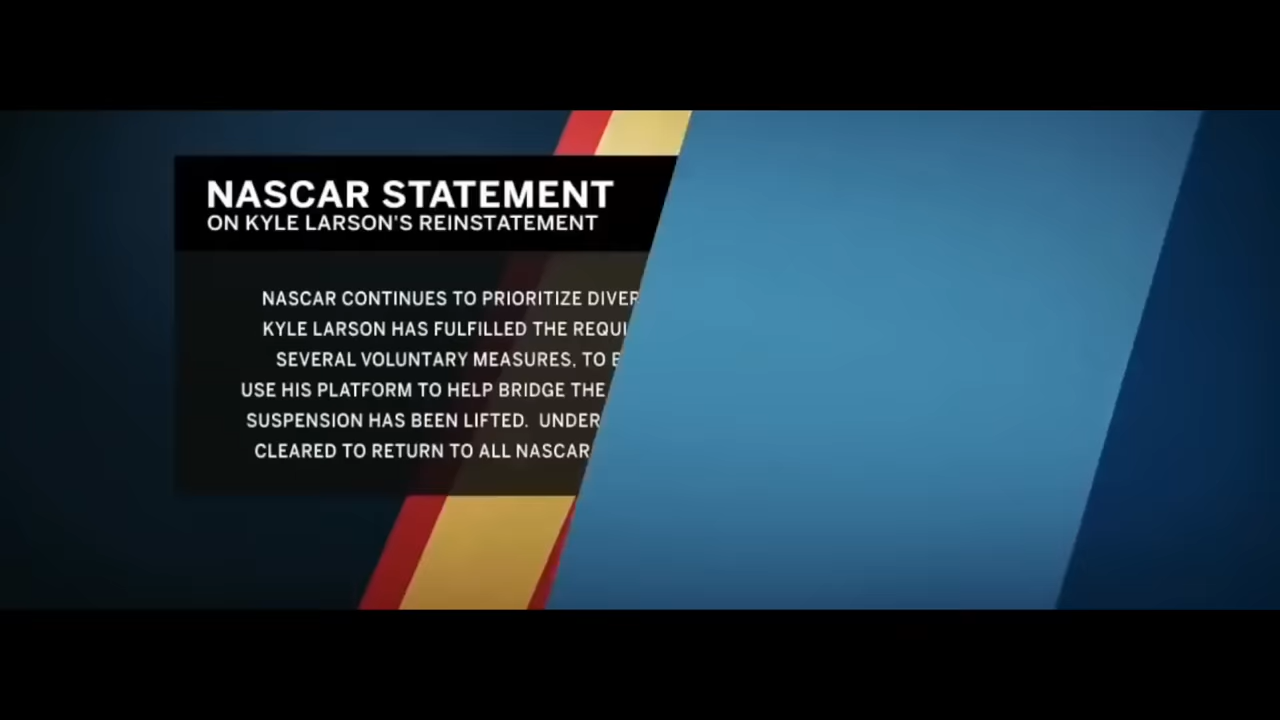 NASCAR STATEMENT
ON KYLE LARSON'S REINSTATEMENT
NASCAR CONTINUES TO PRIORITIZE
KYLE LARSON HAS FULFILLED THE
SEVERAL VOLUNTARY MEASURES, TO
USE HIS PLATFORM TO HELP BRIDGE THE
SUSPENSION HAS BEEN LIFTED. UNDER
CLEARED TO RETURN TO ALL NASCAR